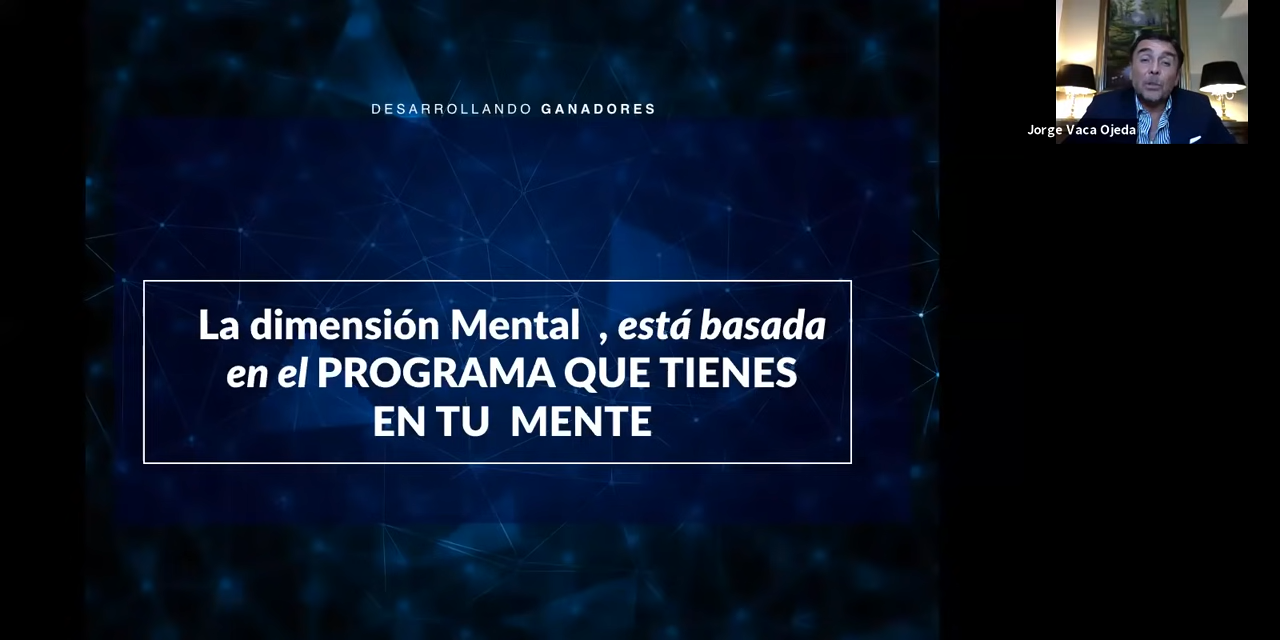 DESARROLLANDO GANADORES
Jorge Vaca Ojeda
La dimensión Mental , está basada
en el PROGRAMA QUE TIENES
EN TU MENTE